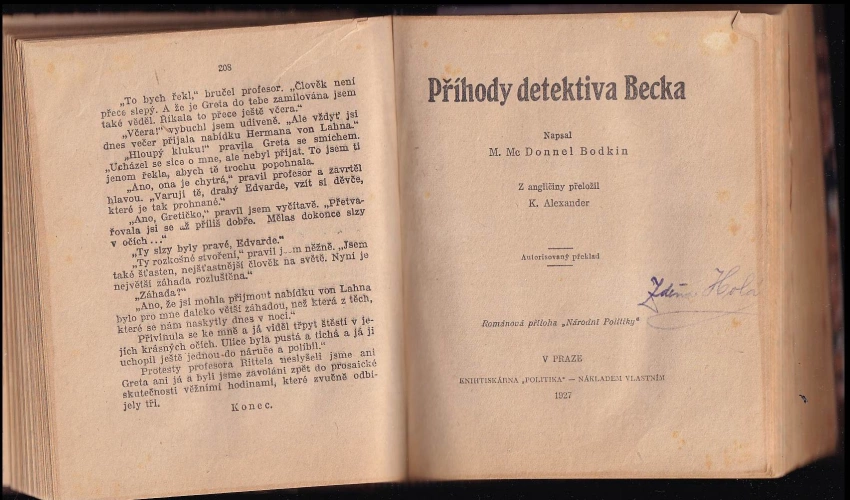 208
„To bych řekl,“ bručel profesor. „Člověk není
přece slepý. A že je Greta do tebe zamilována jsem
také věděl. Říkala to přece ještě včera.“
„Včera!“ vybuchl jsem udiveně. „Ale vždyť jsi
dnes večer přijala nabídku Hermana von Lahna.“
„Hloupý kluku!“ pravila Greta se smíchem.
„Ucházel se sice o mne, ale nebyl přijat. To jsem ti
jenom řekla, abych tě trochu popohnala.
„Ano, ona je chytrá,“ pravil profesor a zavrtěl
hlavou. „Varuji tě, drahý Edvarde, vzít si děvče,
které je tak prohnané.“
„Ano, Gretičko,“ pravil jsem vyčítavě. „Přetva-
řovala jsi se až příliš dobře. Mělas dokonce slzy
v očích ...“
„Ty slzy byly pravé, Edvarde.“
„Ty rozkošné stvoření,“ pravil j..m něžně. „Jsem
také šťasten, nejšťastnější člověk na světě. Nyní je
největší záhada rozluštěna.“
„Záhada?“
„Ano, že jsi mohla přijmout nabídku von Lahna
bylo pro mne daleko větší záhadou, než která z těch,
které se nám naskytly dnes v noci.“
Přivinula se ke mně a já viděl třpyt štěstí v je-
jích krásných očích. Ulice byla pustá a tichá a já ji
uchopil ještě jednou do náruče a políbil.“
Protesty profesora Rittela neslyšeli jsme ani
Greta ani já a byli jsme zavoláni zpět do prosaické
skutečnosti věžními hodinami, které zvučně odbí-
jely tři.
Konec.
Příhody detektiva Becka
Napsal
M. Mc Donnel Bodkin
Z angličiny přeložil
K. Alexander
Autorisovaný překlad
Románová příloha „Národní Politiky“
V PRAZE
KNIHTISKÁRNA „POLITIKA“ — NÁKLADEM VLASTNÍM
1927